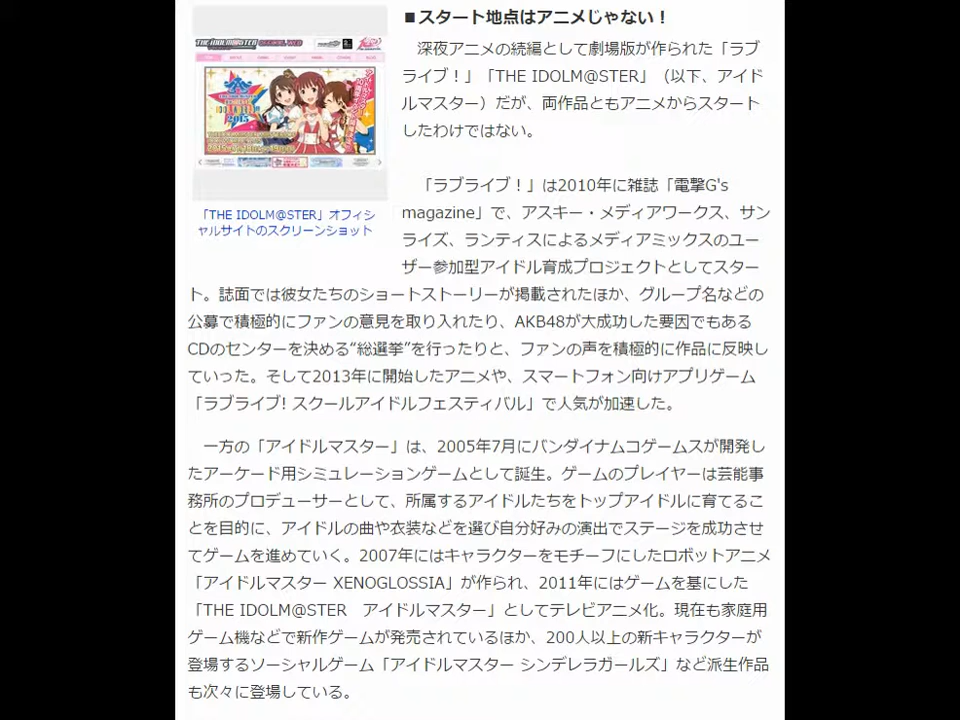 ■スタート地点はアニメじゃない！
深夜アニメの続編として劇場版が作られた「ラブ
ライブ！」「THE IDOLM@STER」（以下、アイド
ルマスター）だが、両作品ともアニメからスタート
したわけではない。
「THE IDOLM@STER」オフィシ
ャルサイトのスクリーンショット
「ラブライブ！」は2010年に雑誌「電撃G's
magazine」で、アスキー・メディアワークス、サン
ライズ、ランティスによるメディアミックスのユー
ザー参加型アイドル育成プロジェクトとしてスター
ト。誌面では彼女たちのショートストーリーが掲載されたほか、グループ名などの
公募で積極的にファンの意見を取り入れたり、AKB48が大成功した要因でもある
CDのセンターを決める“総選挙”を行ったりと、ファンの声を積極的に作品に反映し
ていった。そして2013年に開始したアニメや、スマートフォン向けアプリゲーム
「ラブライブ! スクールアイドルフェスティバル」で人気が加速した。
一方の「アイドルマスター」は、2005年7月にバンダイナムコゲームスが開発し
たアーケード用シミュレーションゲームとして誕生。ゲームのプレイヤーは芸能事
務所のプロデューサーとして、所属するアイドルたちをトップアイドルに育てるこ
とを目的に、アイドルの曲や衣装などを選び自分好みの演出でステージを成功させ
てゲームを進めていく。2007年にはキャラクターをモチーフにしたロボットアニメ
「アイドルマスター XENOGLOSSIA」が作られ、2011年にはゲームを基にした
「THE IDOLM@STER　アイドルマスター」としてテレビアニメ化。現在も家庭用
ゲーム機などで新作ゲームが発売されているほか、200人以上の新キャラクターが
登場するソーシャルゲーム「アイドルマスター シンデレラガールズ」など派生作品
も次々に登場している。